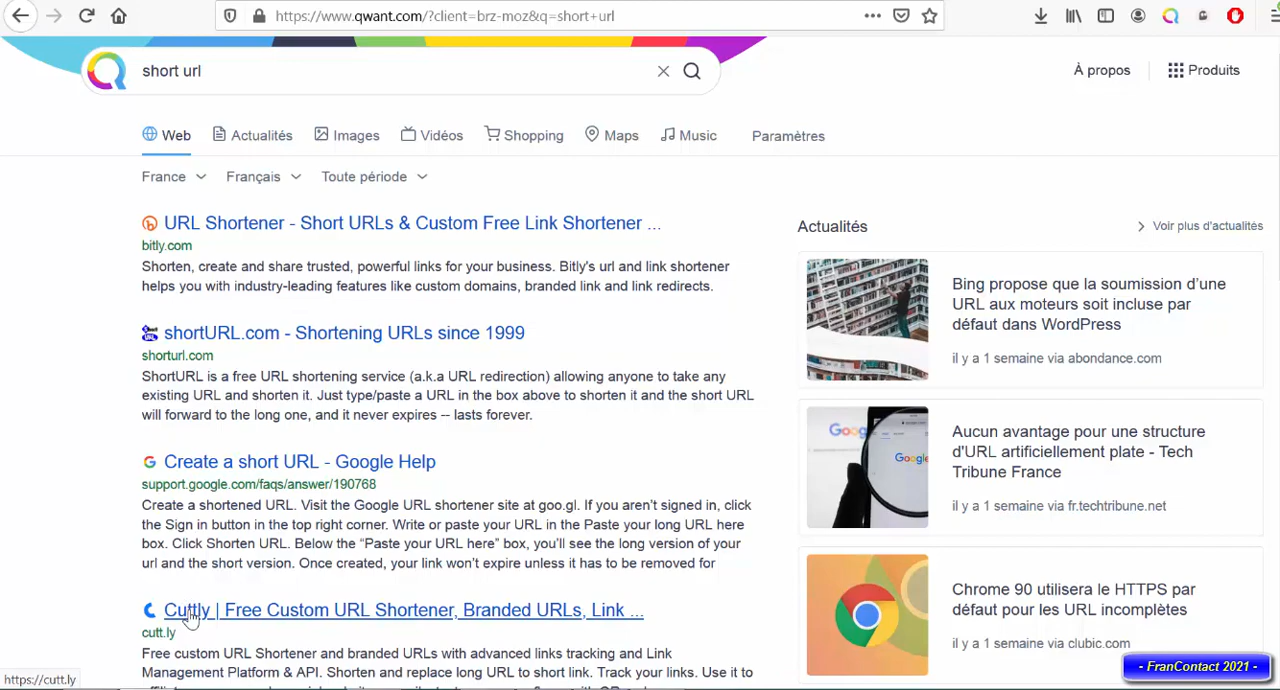 https://www.qwant.com/?client=brz-moz&q=short+url
short url
À propos
Produits
Web
Actualités
Images
Vidéos
Shopping
Maps
Music
Paramètres
France
Français
Toute période
URL Shortener - Short URLs & Custom Free Link Shortener ...
bitly.com
Shorten, create and share trusted, powerful links for your business. Bitly's url and link shortener
helps you with industry-leading features like custom domains, branded link and link redirects.
shortURL.com - Shortening URLs since 1999
shorturl.com
ShortURL is a free URL shortening service (a.k.a URL redirection) allowing anyone to take any
existing URL and shorten it. Just type/paste a URL in the box above to shorten it and the short URL
will forward to the long one, and it never expires -- lasts forever.
Create a short URL - Google Help
support.google.com/faqs/answer/190768
Create a shortened URL. Visit the Google URL shortener site at goo.gl. If you aren't signed in, click
the Sign in button in the top right corner. Write or paste your URL in the Paste your long URL here
box. Click Shorten URL. Below the “Paste your URL here” box, you’ll see the long version of your
url and the short version. Once created, your link won’t expire unless it has to be removed for
Cuttly | Free Custom URL Shortener, Branded URLs, Link ...
cutt.ly
Free custom URL Shortener and branded URLs with advanced links tracking and Link
Management Platform & API. Shorten and replace long URL to short link. Track your links. Use it to
https://cutt.ly
Actualités
Voir plus d'actualités
Bing propose que la soumission d’une
URL aux moteurs soit incluse par
défaut dans WordPress
il y a 1 semaine via abondance.com
Goog
Google
Aucun avantage pour une structure
d'URL artificiellement plate - Tech
Tribune France
il y a 1 semaine via fr.techtribune.net
Chrome 90 utilisera le HTTPS par
défaut pour les URL incomplètes
il y a 1 semaine via clubic.com
- FranContact 2021 -